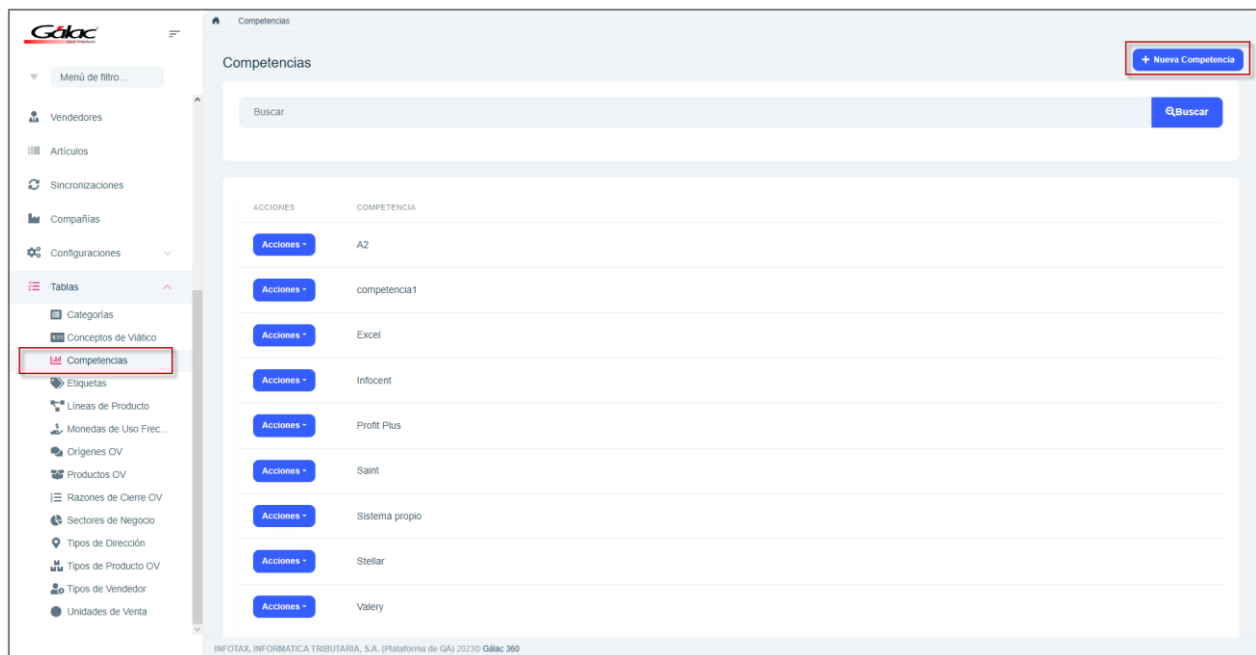 Gálac
SOFTWARE
Menú de filtro...
Vendedores
Artículos
Sincronizaciones
Compañías
Configuraciones
Tablas
Categorías
Conceptos de Viático
Competencias
Etiquetas
Líneas de Producto
Monedas de Uso Frec...
Orígenes OV
Productos OV
Razones de Cierre OV
Sectores de Negocio
Tipos de Dirección
Tipos de Producto OV
Tipos de Vendedor
Unidades de Venta
Competencias
Competencias
+ Nueva Competencia
Buscar
Buscar
ACCIONES COMPETENCIA
Acciones A2
Acciones competencia1
Acciones Excel
Acciones Infocent
Acciones Profit Plus
Acciones Saint
Acciones Sistema propio
Acciones Stellar
Acciones Valery
INFOTAX, INFORMATICA TRIBUTARIA, S.A. (Plataforma de QA) 2023© Gálac 360